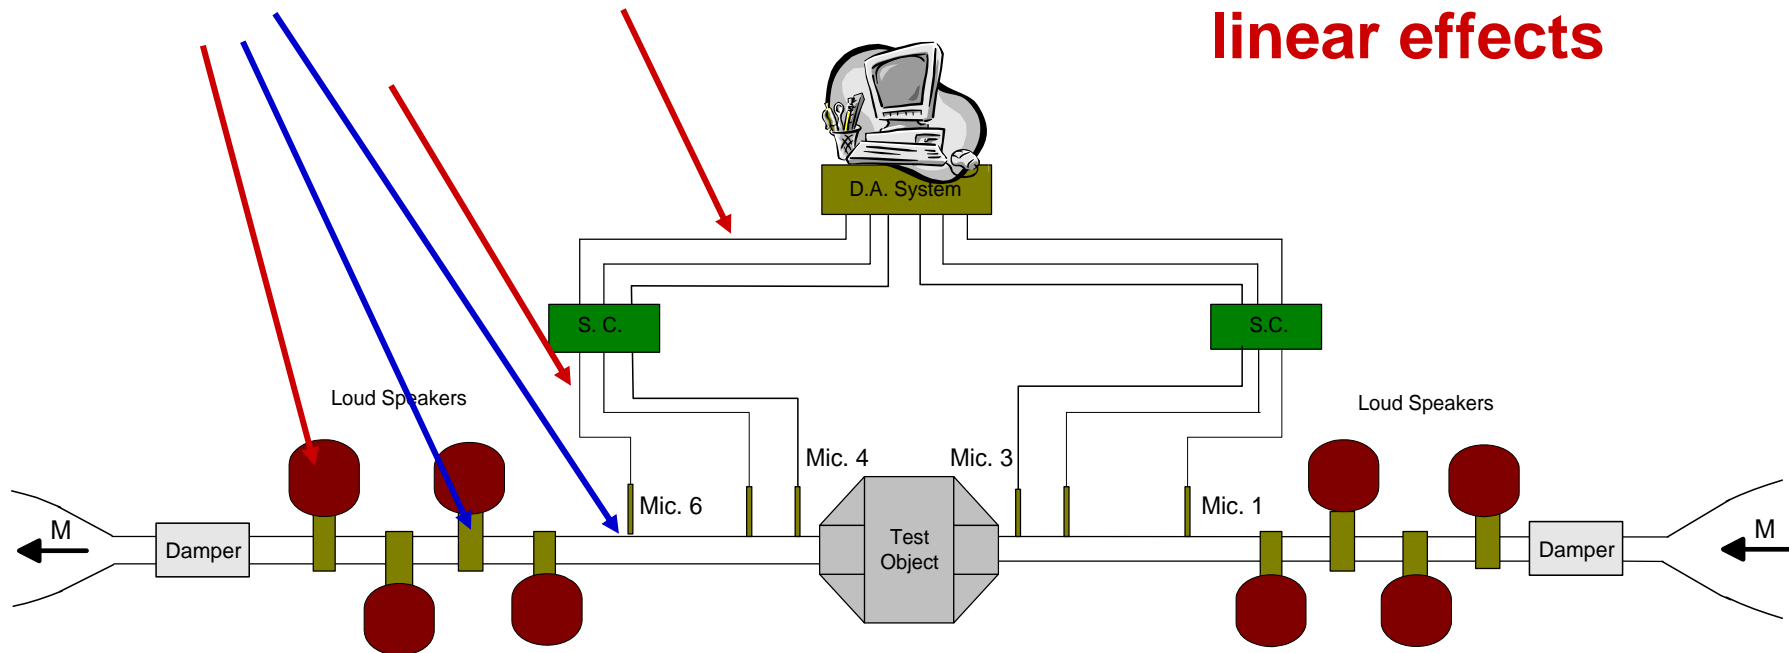 linear effects
D.A. System
S. C.
S.C.
Loud Speakers
Loud Speakers
Mic. 4
Mic. 3
Mic. 6
Mic. 1
M
M
Damper
Test
Object
Damper